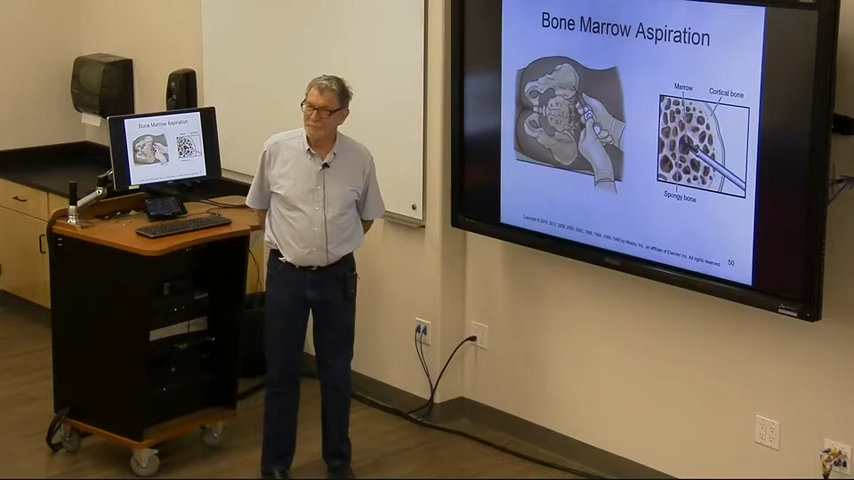 Bone Marrow Aspiration
Marrow
Cortical bone
Spongy bone
50
Bone Marrow Aspiration